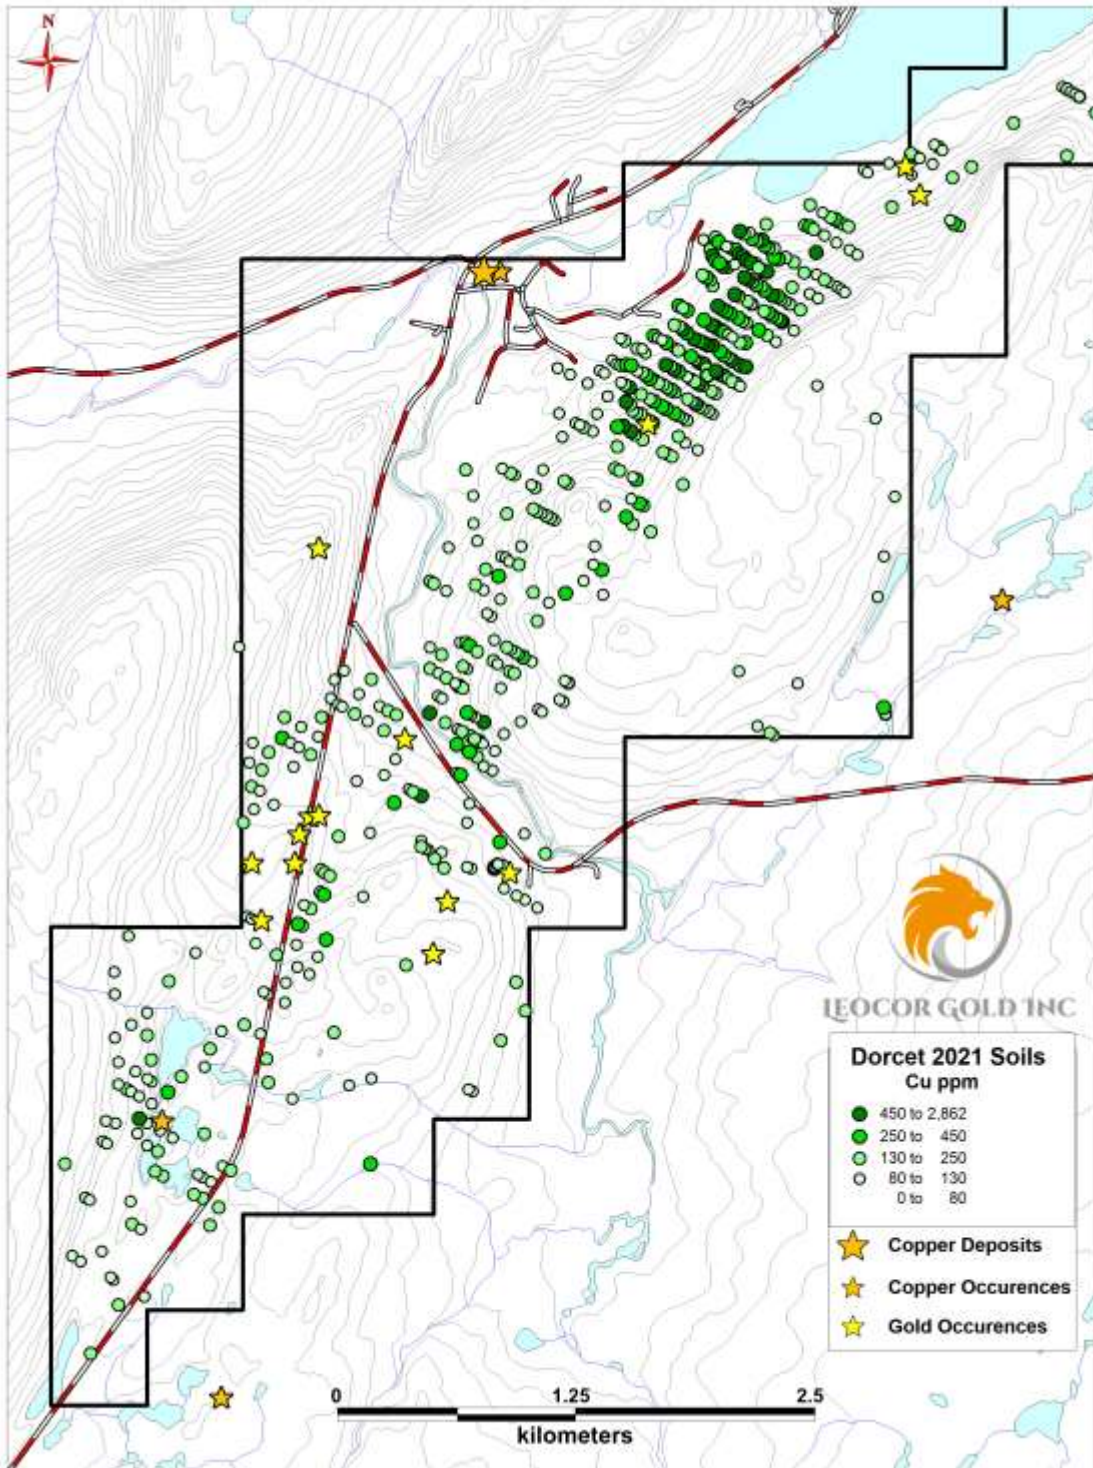 N
LEOCOR GOLD INC
Dorcet 2021 Soils
Cu ppm
450 to 2,862
250 to 450
130 to 250
80 to 130
0 to 80
Copper Deposits
Copper Occurences
Gold Occurences
0 1.25 2.5
kilometers